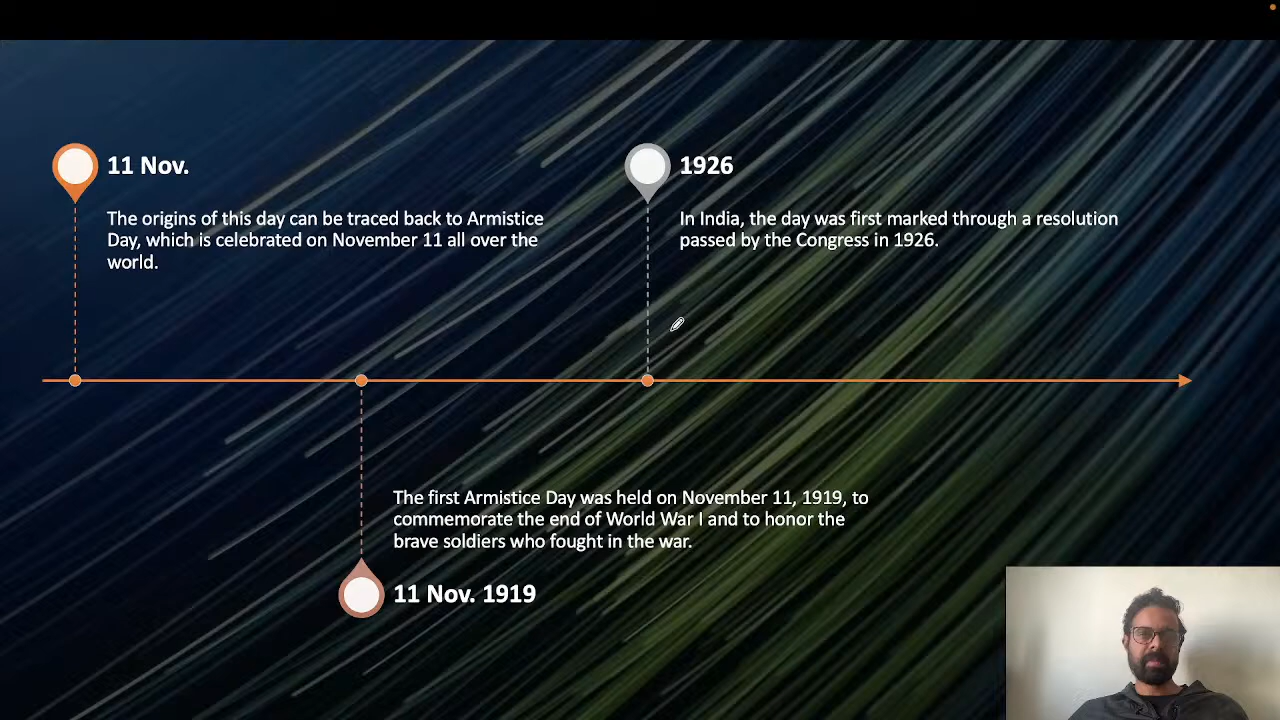 11 Nov.
The origins of this day can be traced back to Armistice
Day, which is celebrated on November 11 all over the
world.
1926
In India, the day was first marked through a resolution
passed by the Congress in 1926.
The first Armistice Day was held on November 11, 1919, to
commemorate the end of World War I and to honor the
brave soldiers who fought in the war.
11 Nov. 1919